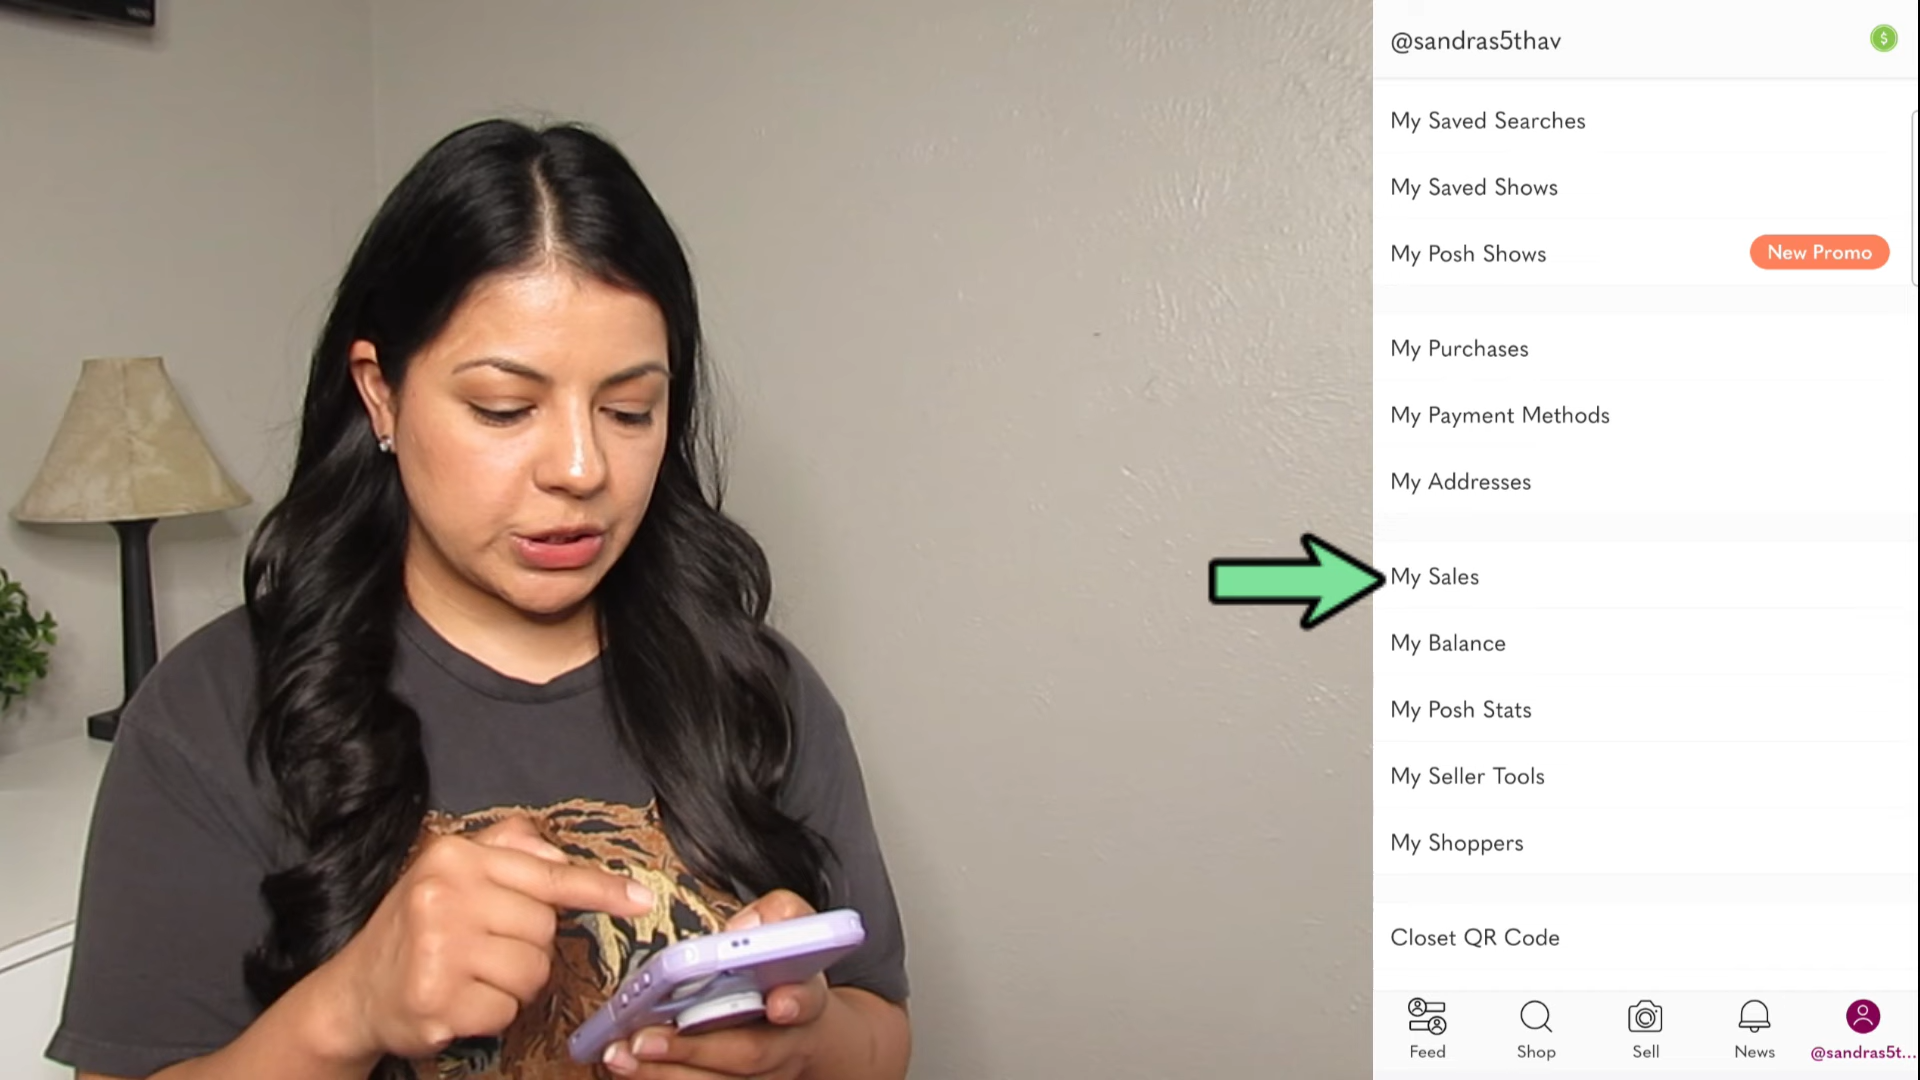 @sandras5thav
My Saved Searches
My Saved Shows
My Posh Shows
New Promo
My Purchases
My Payment Methods
My Addresses
My Sales
My Balance
My Posh Stats
My Seller Tools
My Shoppers
Closet QR Code
Feed
Shop
Sell
News
@sandras5t...